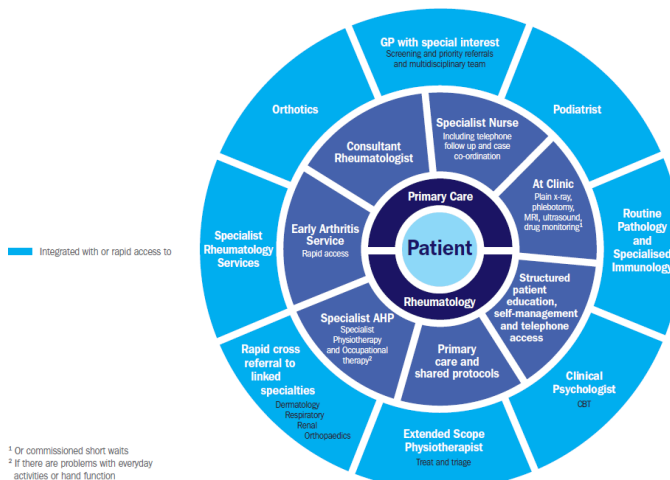 GP with special interest
Screening and priority referrals
and multidisciplinary team
Orthotics
Podiatrist
Specialist Nurse
Including telephone
follow up and case
co-ordination
Consultant
Rheumatologist
At Clinic
Plain x-ray,
phlebotomy,
MRI, ultrasound,
drug monitoring¹
Primary Care
Patient
Rheumatology
Early Arthritis
Service
Rapid access
Specialist
Rheumatology
Services
Integrated with or rapid access to
Routine
Pathology
and
Specialised
Immunology
Structured
patient
education,
self-management
and telephone
access
Specialist AHP
Specialist
Physiotherapy
and Occupational
therapy²
Primary
care and
shared protocols
Rapid cross
referral to
linked
specialties
Dermatology
Respiratory
Renal
Orthopaedics
Clinical
Psychologist
CBT
Extended Scope
Physiotherapist
Treat and triage
¹ Or commissioned short waits
² If there are problems with everyday
activities or hand function